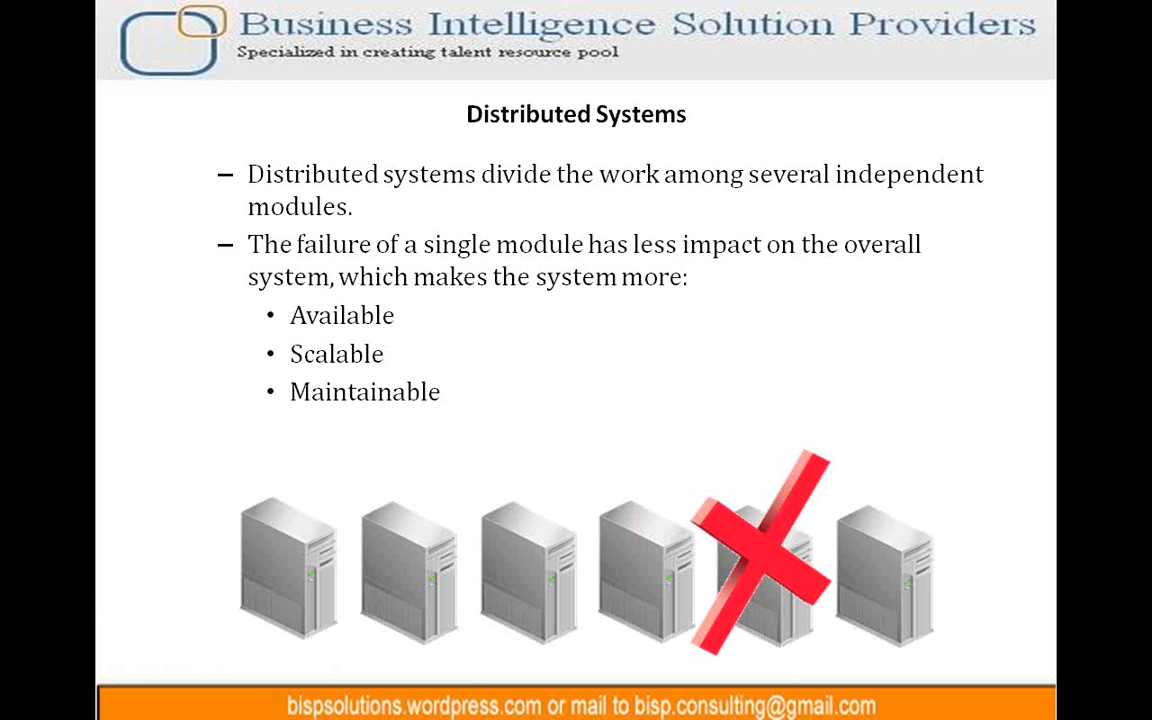 Business Intelligence Solution Providers
Specialized in creating talent resource pool
Distributed Systems
– Distributed systems divide the work among several independent
modules.
– The failure of a single module has less impact on the overall
system, which makes the system more:
• Available
• Scalable
• Maintainable
bispsolutions.wordpress.com or mail to bisp.consulting@gmail.com